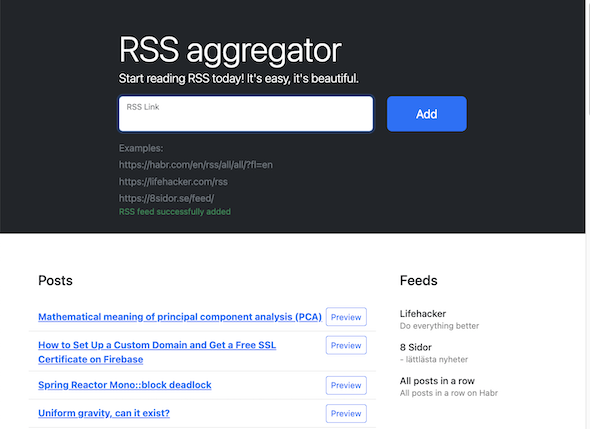 RSS aggregator
Start reading RSS today! It's easy, it's beautiful.
RSS Link
Add
Examples:
https://habr.com/en/rss/all/all/?fl=en
https://lifehacker.com/rss
https://8sidor.se/feed/
RSS feed successfully added
Posts
Mathematical meaning of principal component analysis (PCA)
Preview
How to Set Up a Custom Domain and Get a Free SSL
Certificate on Firebase
Preview
Spring Reactor Mono::block deadlock
Preview
Uniform gravity, can it exist?
Preview
Feeds
Lifehacker
Do everything better
8 Sidor
- lättlästa nyheter
All posts in a row
All posts in a row on Habr